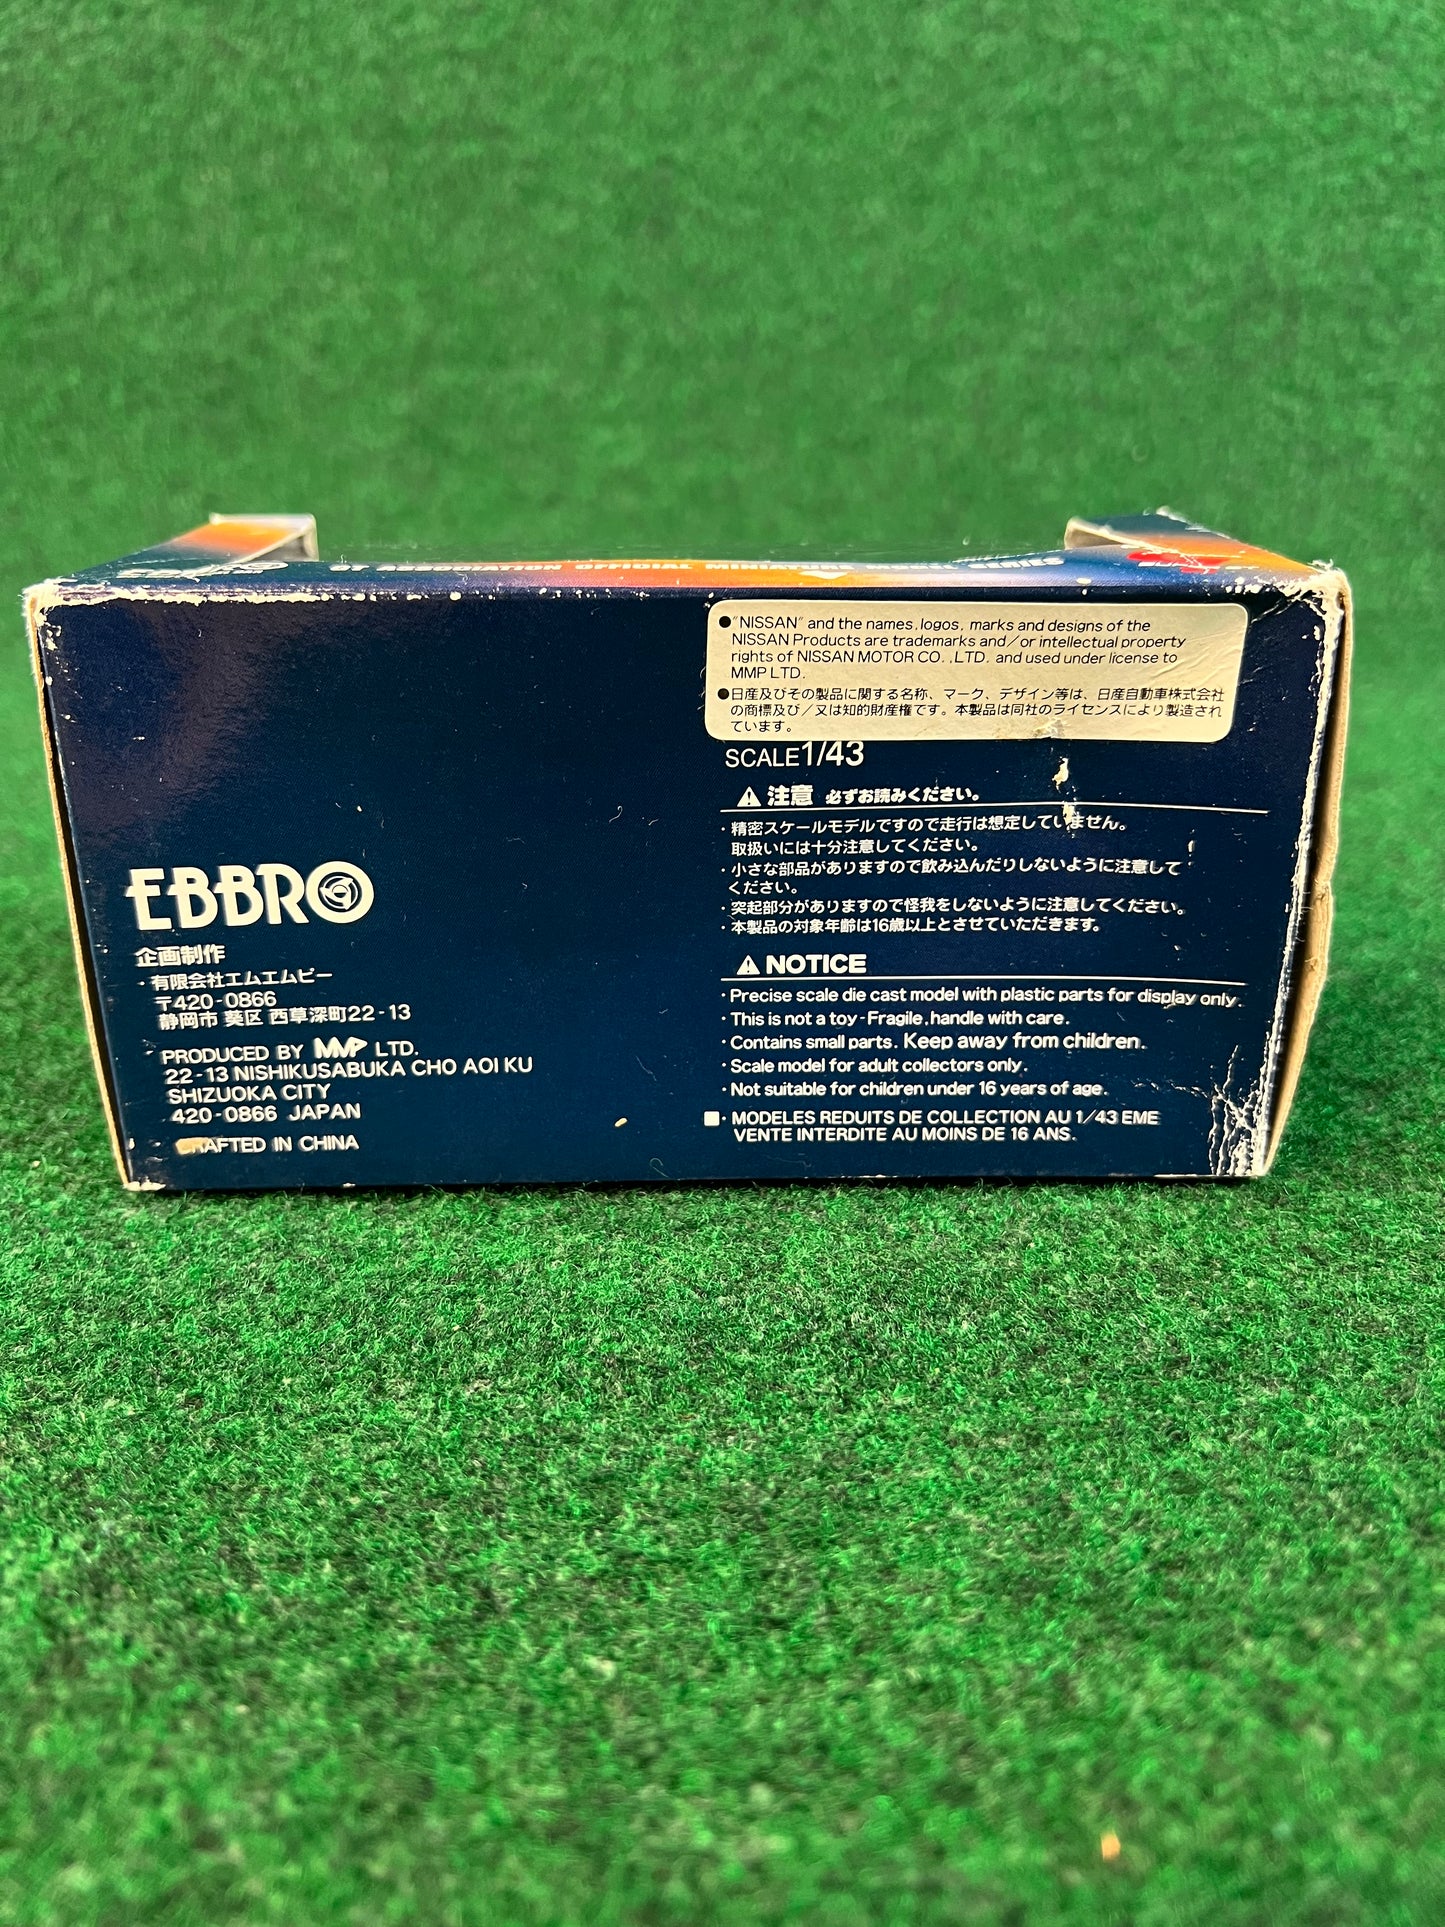 GT ASSOCIATION OFFICIAL MINIATURE MODEL SERIES
●"NISSAN" and the names, logos, marks and designs of the
NISSAN Products are trademarks and/or intellectual property
rights of NISSAN MOTOR CO.,LTD. and used under license to
MMP LTD.
●日産及びその製品に関する名称、マーク、デザイン等は、日産自動車株式会社
の商標及び/又は知的財産権です。本製品は同社のライセンスにより製造され
ています。
SCALE1/43
⚠ 注意 必ずお読みください。
・精密スケールモデルですので走行は想定していません。
取扱いには十分注意してください。
・小さな部品がありますので飲み込んだりしないように注意して
ください。
・突起部分がありますので怪我をしないように注意してください。
・本製品の対象年齢は16歳以上とさせていただきます。
⚠ NOTICE
・Precise scale die cast model with plastic parts for display only.
・This is not a toy-Fragile,handle with care.
・Contains small parts. Keep away from children.
・Scale model for adult collectors only.
・Not suitable for children under 16 years of age.
■・MODELES REDUITS DE COLLECTION AU 1/43 EME
VENTE INTERDITE AU MOINS DE 16 ANS.
EBBRO
企画制作
・有限会社エムエムピー
〒420-0866
静岡市 葵区 西草深町22-13
PRODUCED BY MMP LTD.
22-13 NISHIKUSABUKA CHO AOI KU
SHIZUOKA CITY
420-0866 JAPAN
CRAFTED IN CHINA